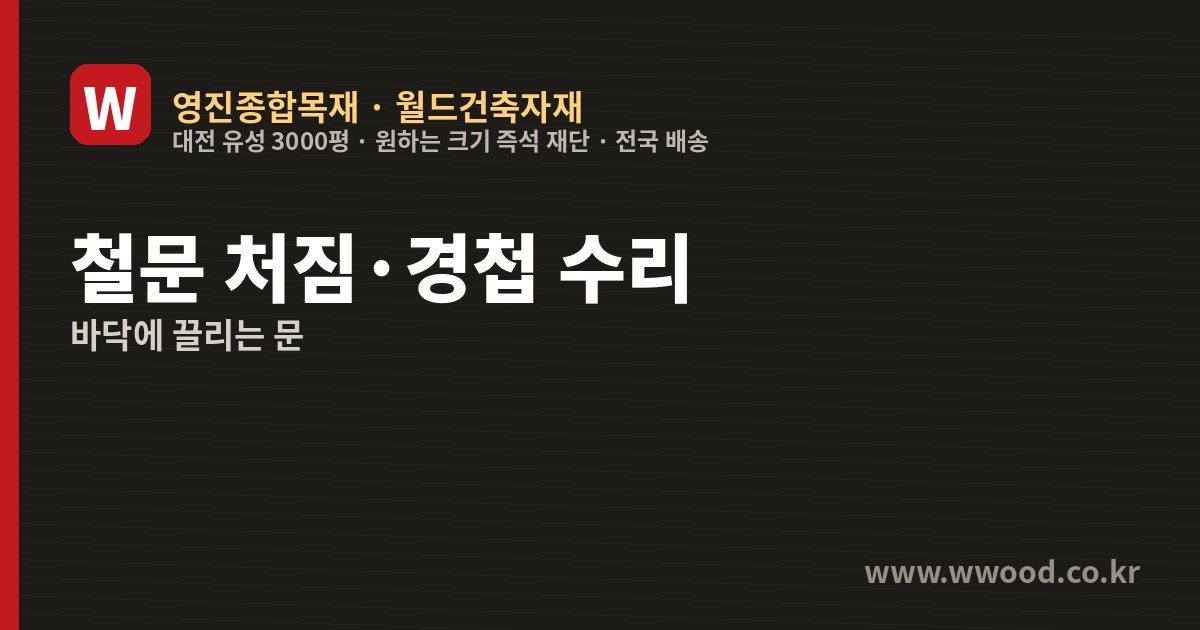 W
영진종합목재 · 월드건축자재
대전 유성 3000평 · 원하는 크기 즉석 재단 · 전국 배송
철문 처짐·경첩 수리
바닥에 끌리는 문
www.wwood.co.kr